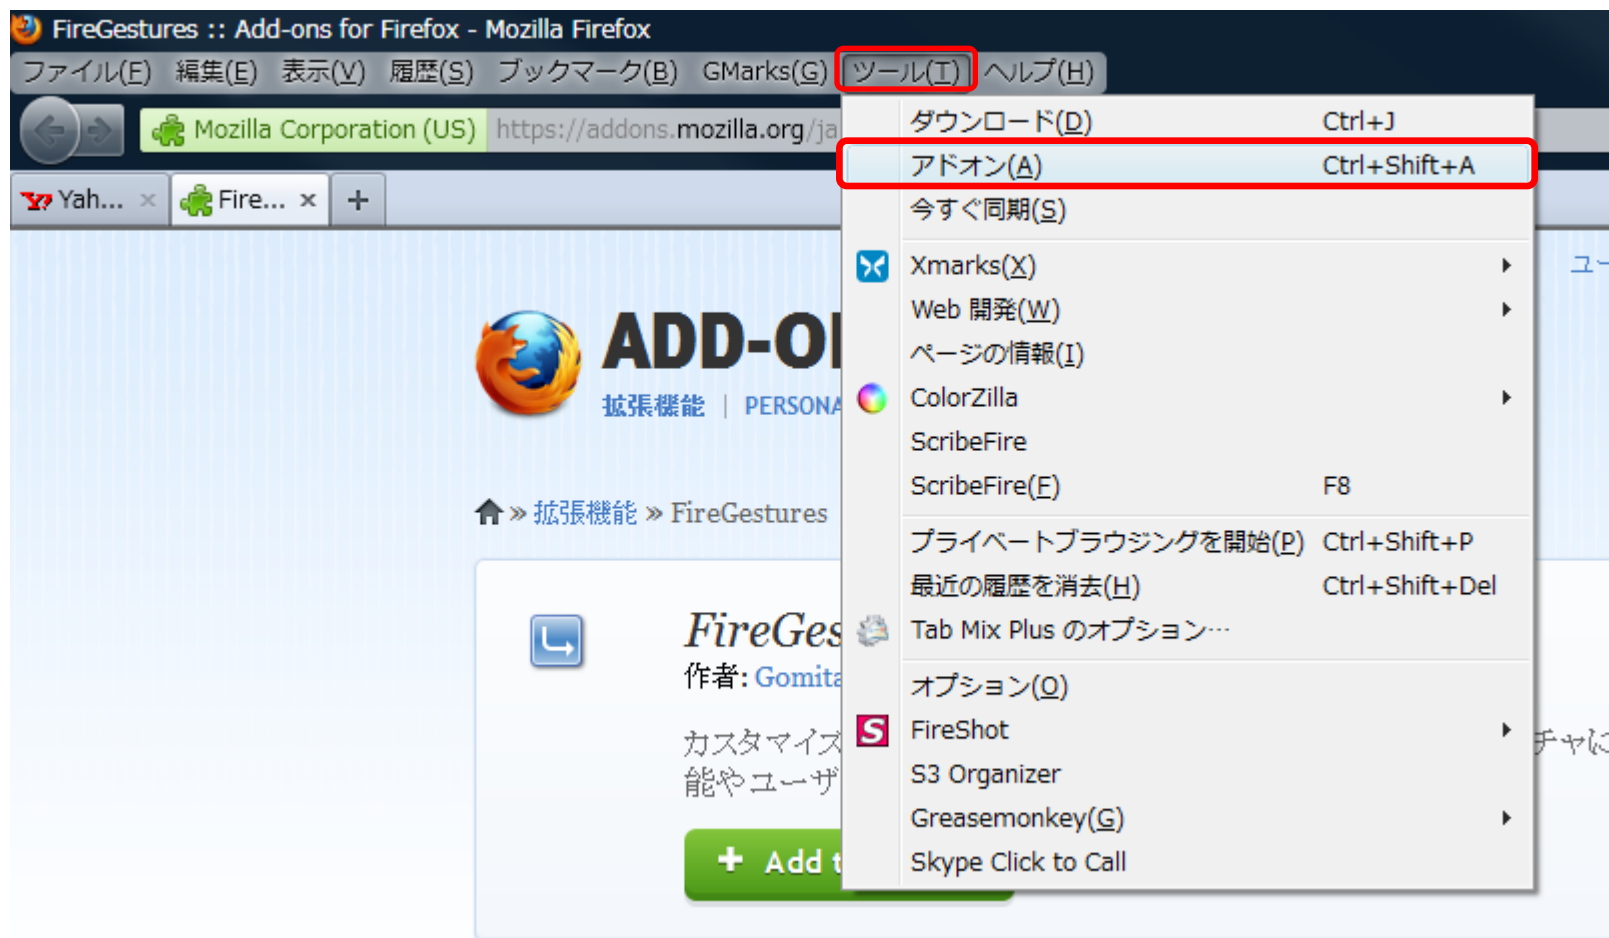 FireGestures :: Add-ons for Firefox - Mozilla Firefox
ファイル(F) 編集(E) 表示(V) 履歴(S) ブックマーク(B) GMarks(G) ツール(T) ヘルプ(H)
Mozilla Corporation (US) https://addons.mozilla.org/ja
Yah... × Fire... × +
ダウンロード(D) Ctrl+J
アドオン(A) Ctrl+Shift+A
今すぐ同期(S)
Xmarks(X)
Web 開発(W)
ページの情報(I)
ColorZilla
ScribeFire
ScribeFire(F) F8
プライベートブラウジングを開始(P) Ctrl+Shift+P
最近の履歴を消去(H) Ctrl+Shift+Del
Tab Mix Plus のオプション…
オプション(O)
FireShot
S3 Organizer
Greasemonkey(G)
Skype Click to Call
ユー
ADD-O
拡張機能 | PERSONA
» 拡張機能 » FireGestures
FireGes
作者: Gomita
カスタマイズ
チャに
能やユーザ
+ Add t